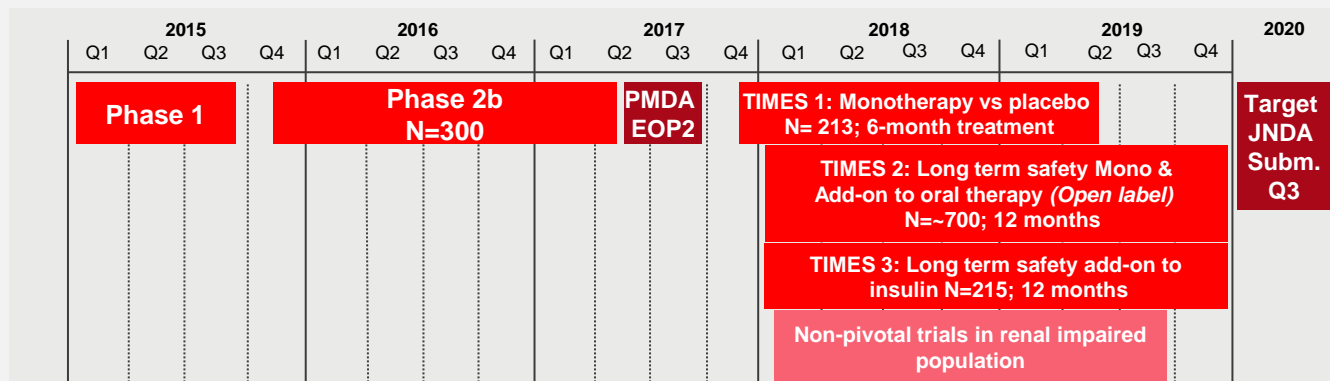 2015 2016 2017 2018 2019 2020
Q1 Q2 Q3 Q4 Q1 Q2 Q3 Q4 Q1 Q2 Q3 Q4 Q1 Q2 Q3 Q4 Q1 Q2 Q3 Q4
Phase 1
Phase 2b
N=300
PMDA
EOP2
TIMES 1: Monotherapy vs placebo
N= 213; 6-month treatment
TIMES 2: Long term safety Mono &
Add-on to oral therapy (Open label)
N=~700; 12 months
TIMES 3: Long term safety add-on to
insulin N=215; 12 months
Non-pivotal trials in renal impaired
population
Target
JNDA
Subm.
Q3